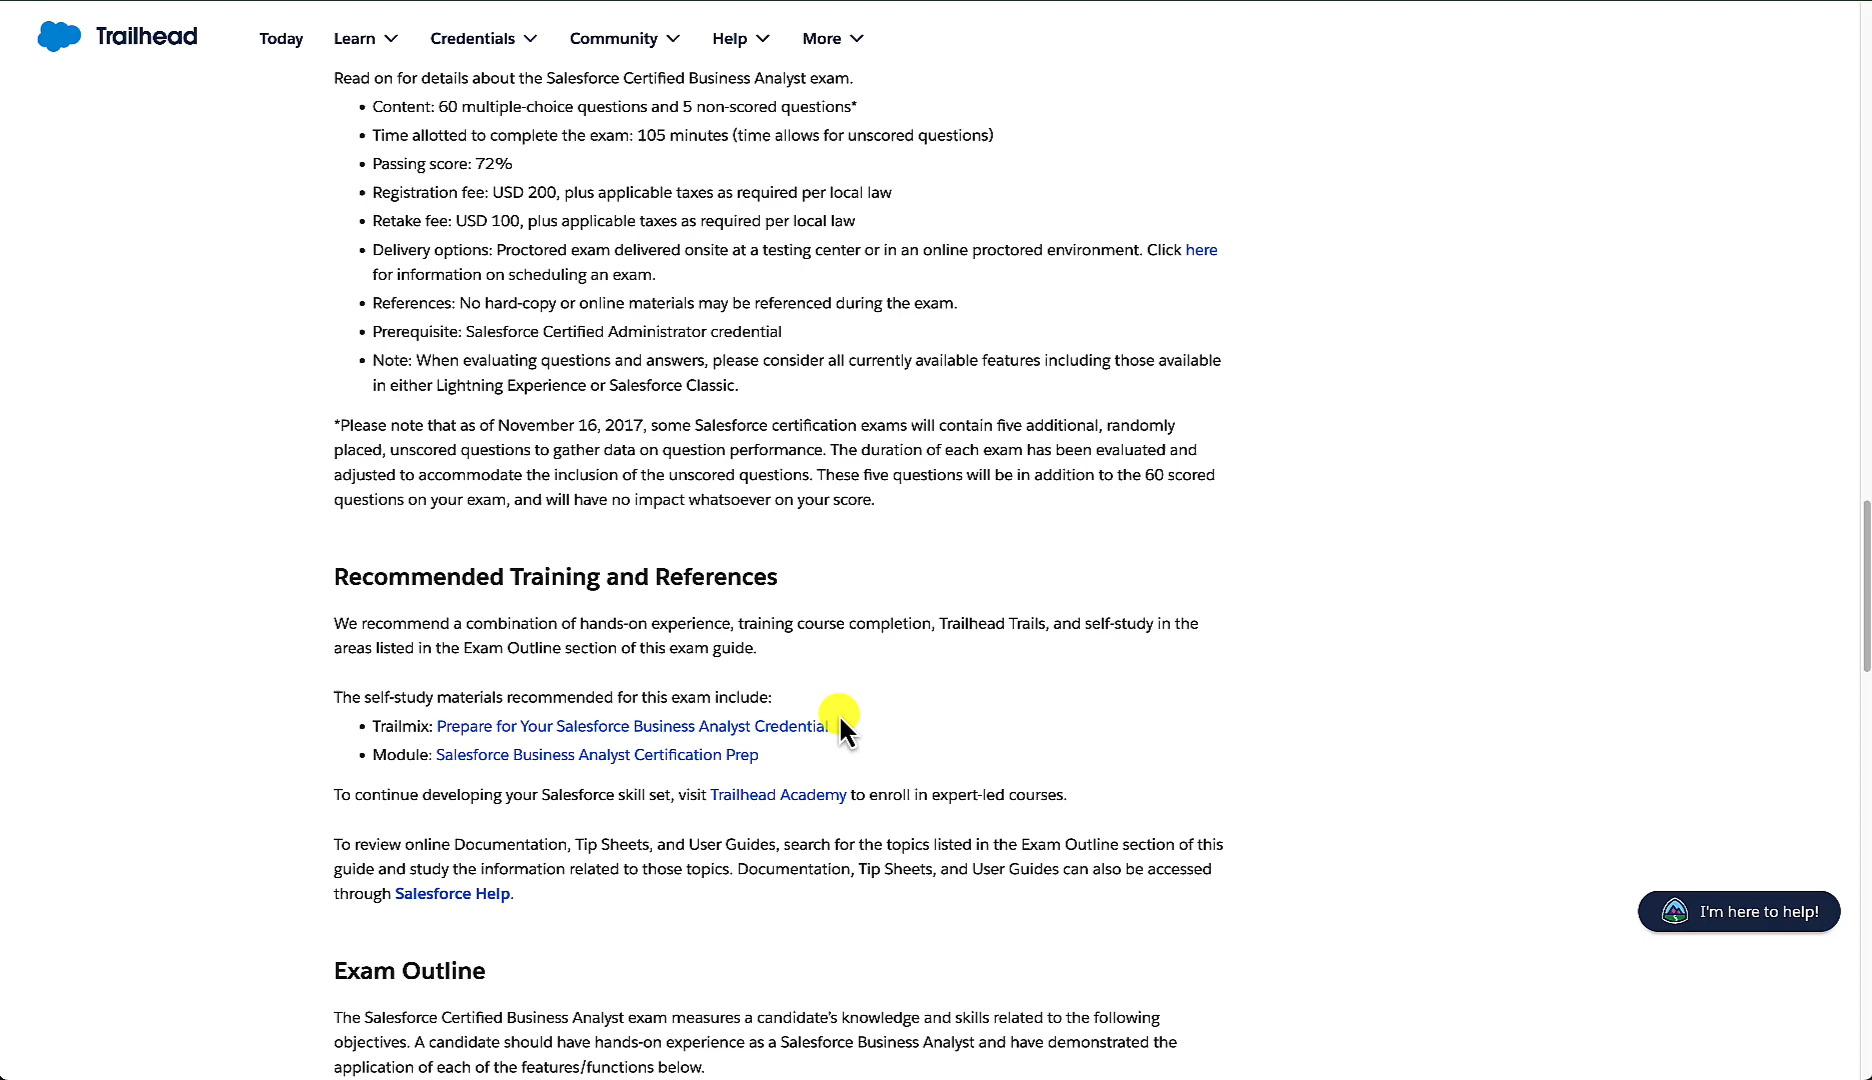 Trailhead
Today Learn Credentials Community Help More
Read on for details about the Salesforce Certified Business Analyst exam.
• Content: 60 multiple-choice questions and 5 non-scored questions*
• Time allotted to complete the exam: 105 minutes (time allows for unscored questions)
• Passing score: 72%
• Registration fee: USD 200, plus applicable taxes as required per local law
• Retake fee: USD 100, plus applicable taxes as required per local law
• Delivery options: Proctored exam delivered onsite at a testing center or in an online proctored environment. Click here
for information on scheduling an exam.
• References: No hard-copy or online materials may be referenced during the exam.
• Prerequisite: Salesforce Certified Administrator credential
• Note: When evaluating questions and answers, please consider all currently available features including those available
in either Lightning Experience or Salesforce Classic.
*Please note that as of November 16, 2017, some Salesforce certification exams will contain five additional, randomly
placed, unscored questions to gather data on question performance. The duration of each exam has been evaluated and
adjusted to accommodate the inclusion of the unscored questions. These five questions will be in addition to the 60 scored
questions on your exam, and will have no impact whatsoever on your score.
Recommended Training and References
We recommend a combination of hands-on experience, training course completion, Trailhead Trails, and self-study in the
areas listed in the Exam Outline section of this exam guide.
The self-study materials recommended for this exam include:
• Trailmix: Prepare for Your Salesforce Business Analyst Credential
• Module: Salesforce Business Analyst Certification Prep
To continue developing your Salesforce skill set, visit Trailhead Academy to enroll in expert-led courses.
To review online Documentation, Tip Sheets, and User Guides, search for the topics listed in the Exam Outline section of this
guide and study the information related to those topics. Documentation, Tip Sheets, and User Guides can also be accessed
through Salesforce Help.
I'm here to help!
Exam Outline
The Salesforce Certified Business Analyst exam measures a candidate's knowledge and skills related to the following
objectives. A candidate should have hands-on experience as a Salesforce Business Analyst and have demonstrated the
application of each of the features/functions below.